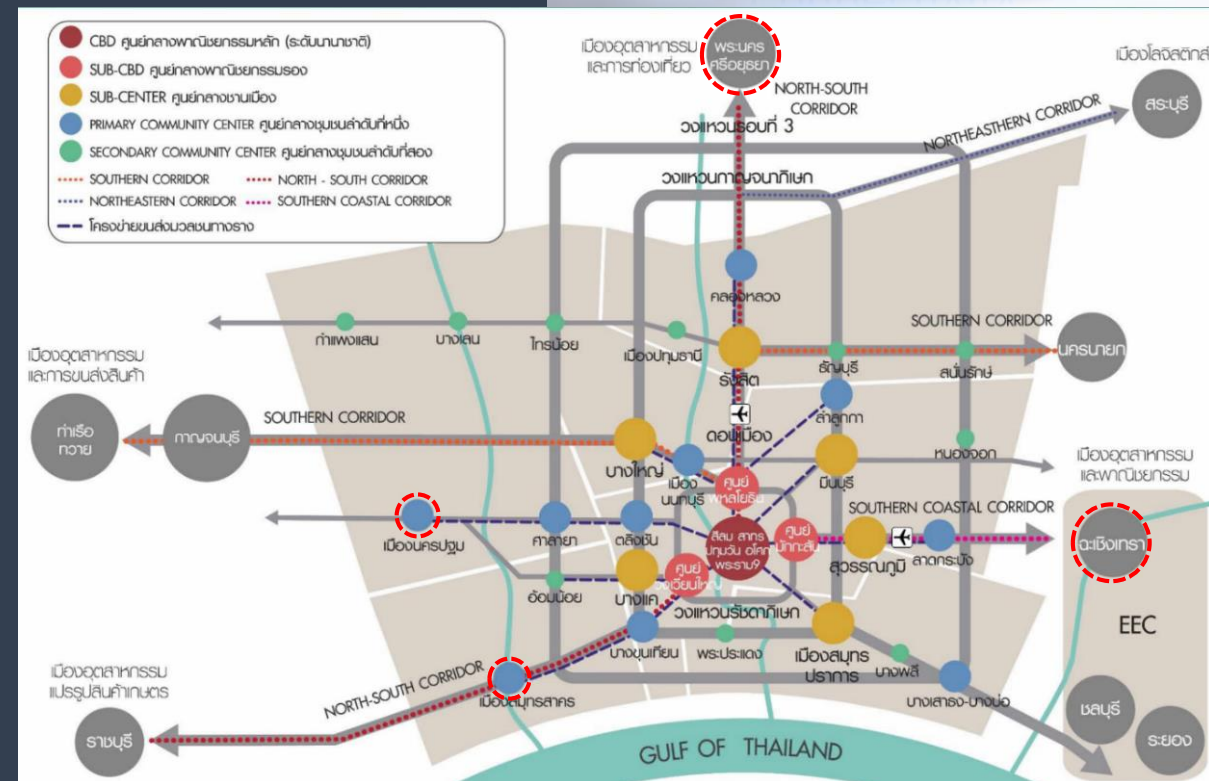 CBD ศูนย์กลางพาณิชยกรรมหลัก (ระดับนานาชาติ)
SUB-CBD ศูนย์กลางพาณิชยกรรมรอง
SUB-CENTER ศูนย์กลางชานเมือง
PRIMARY COMMUNITY CENTER ศูนย์กลางชุมชนลำดับที่หนึ่ง
SECONDARY COMMUNITY CENTER ศูนย์กลางชุมชนลำดับที่สอง
SOUTHERN CORRIDOR
NORTH - SOUTH CORRIDOR
NORTHEASTERN CORRIDOR
SOUTHERN COASTAL CORRIDOR
โครงข่ายขนส่งมวลชนทางราง
เมืองอุตสาหกรรม
และการท่องเที่ยว
พระนคร
ศรีอยุธยา
เมืองโลจิสติกส์
สระบุรี
NORTH-SOUTH
CORRIDOR
NORTHEASTHERN CORRIDOR
วงแหวนรอบที่ 3
วงแหวนกาญจนาภิเษก
คลองหลวง
กำแพงแสน
บางเลน
ไทรน้อย
เมืองปทุมธานี
รังสิต
ธัญบุรี
สนั่นรักษ์
SOUTHERN CORRIDOR
นครนายก
เมืองอุตสาหกรรม
และการขนส่งสินค้า
ท่าเรือ
ทวาย
กาญจนบุรี
SOUTHERN CORRIDOR
บางใหญ่
เมือง
นนทบุรี
ดอนเมือง
ลำลูกกา
หนองจอก
มีนบุรี
ศูนย์
พหลโยธิน
เมืองอุตสาหกรรม
และพาณิชยกรรม
SOUTHERN COASTAL CORRIDOR
ฉะเชิงเทรา
เมืองนครปฐม
ศาลายา
ตลิ่งชัน
สีลม สาทร
ปทุมวัน อโศก
พระราม9
ศูนย์
มักกะสัน
สุวรรณภูมิ
ลาดกระบัง
อ้อมน้อย
บางแค
ศูนย์
วงเวียนใหญ่
วงแหวนรัชดาภิเษก
บางขุนเทียน
พระประแดง
เมืองสมุทร
ปราการ
บางพลี
บางเสาธง-บางบ่อ
EEC
ชลบุรี
ระยอง
เมืองอุตสาหกรรม
แปรรูปสินค้าเกษตร
ราชบุรี
NORTH-SOUTH CORRIDOR
เมืองสมุทรสาคร
GULF OF THAILAND